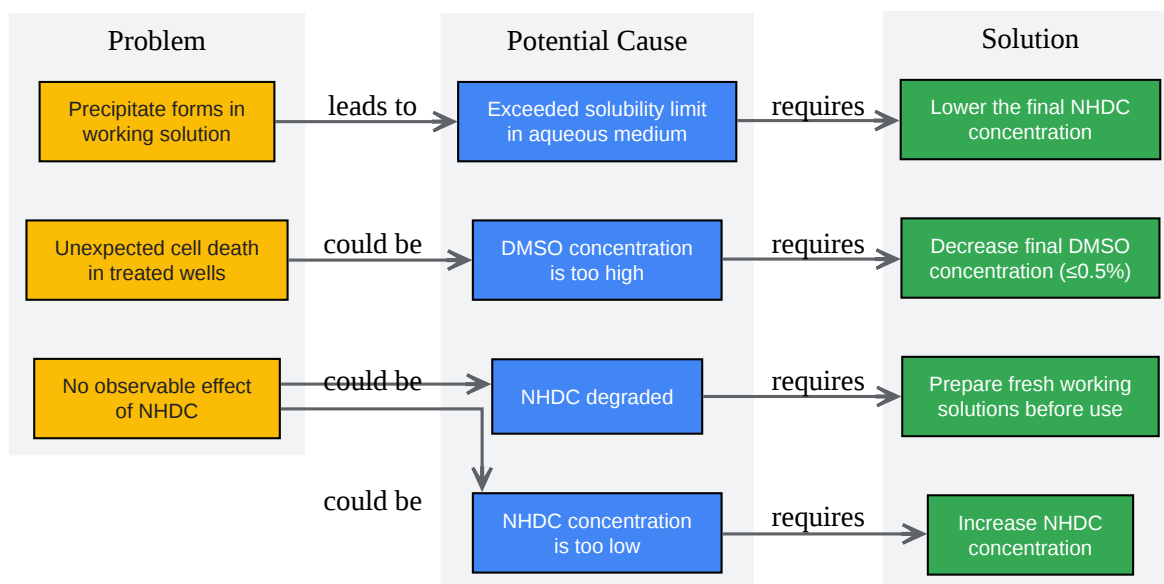 Problem
Potential Cause
Solution
Precipitate forms in
working solution
leads to
Exceeded solubility limit
in aqueous medium
requires
Lower the final NHDC
concentration
Unexpected cell death
in treated wells
could be
DMSO concentration
is too high
requires
Decrease final DMSO
concentration (≤0.5%)
No observable effect
of NHDC
could be
NHDC degraded
requires
Prepare fresh working
solutions before use
could be
NHDC concentration
is too low
requires
Increase NHDC
concentration